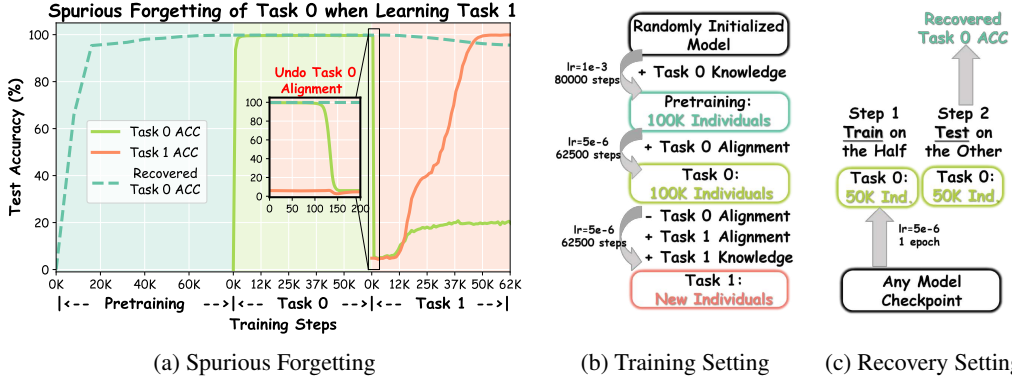 Spurious Forgetting of Task 0 when Learning Task 1
Test Accuracy (%)
100
80
60
40
20
0
Task 0 ACC
Task 1 ACC
Recovered
Task 0 ACC
Undo Task 0
Alignment
100
80
60
40
20
0
0 50 100 150 200
0K 20K 40K 60K 0K 12K 25K 37K 50K 0K 12K 25K 37K 50K 62K
|<-- Pretraining -->|<-- Task 0 -->|<-- Task 1 -->|
Training Steps
(a) Spurious Forgetting
Randomly Initialized
Model
lr=1e-3
80000 steps
+ Task 0 Knowledge
Pretraining:
100K Individuals
lr=5e-6
62500 steps
+ Task 0 Alignment
Task 0:
100K Individuals
lr=5e-6
62500 steps
- Task 0 Alignment
+ Task 1 Alignment
+ Task 1 Knowledge
Task 1:
New Individuals
(b) Training Setting
Recovered
Task 0 ACC
Step 1
Train on
the Half
Step 2
Test on
the Other
Task 0:
50K Ind.
Task 0:
50K Ind.
lr=5e-6
1 epoch
Any Model
Checkpoint
(c) Recovery Setting